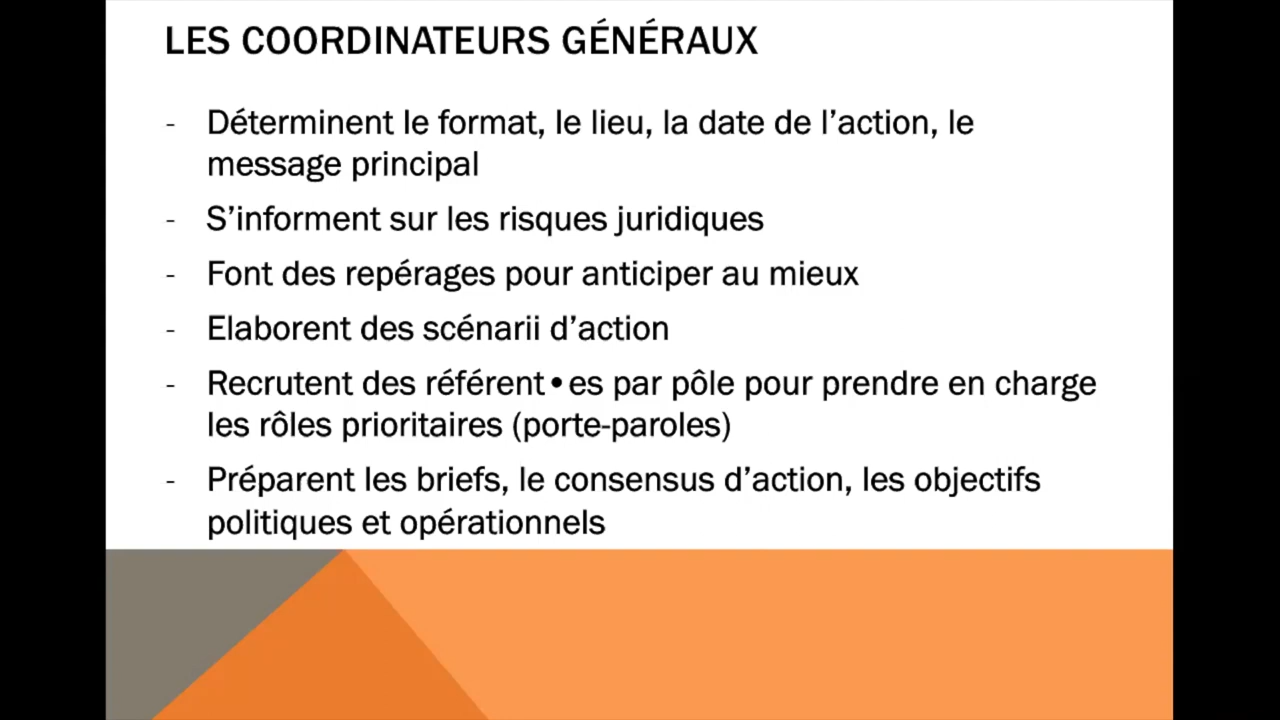 LES COORDINATEURS GÉNÉRAUX
- Déterminent le format, le lieu, la date de l’action, le
message principal
- S’informent sur les risques juridiques
- Font des repérages pour anticiper au mieux
- Elaborent des scénarii d’action
- Recrutent des référent•es par pôle pour prendre en charge
les rôles prioritaires (porte-paroles)
- Préparent les briefs, le consensus d’action, les objectifs
politiques et opérationnels